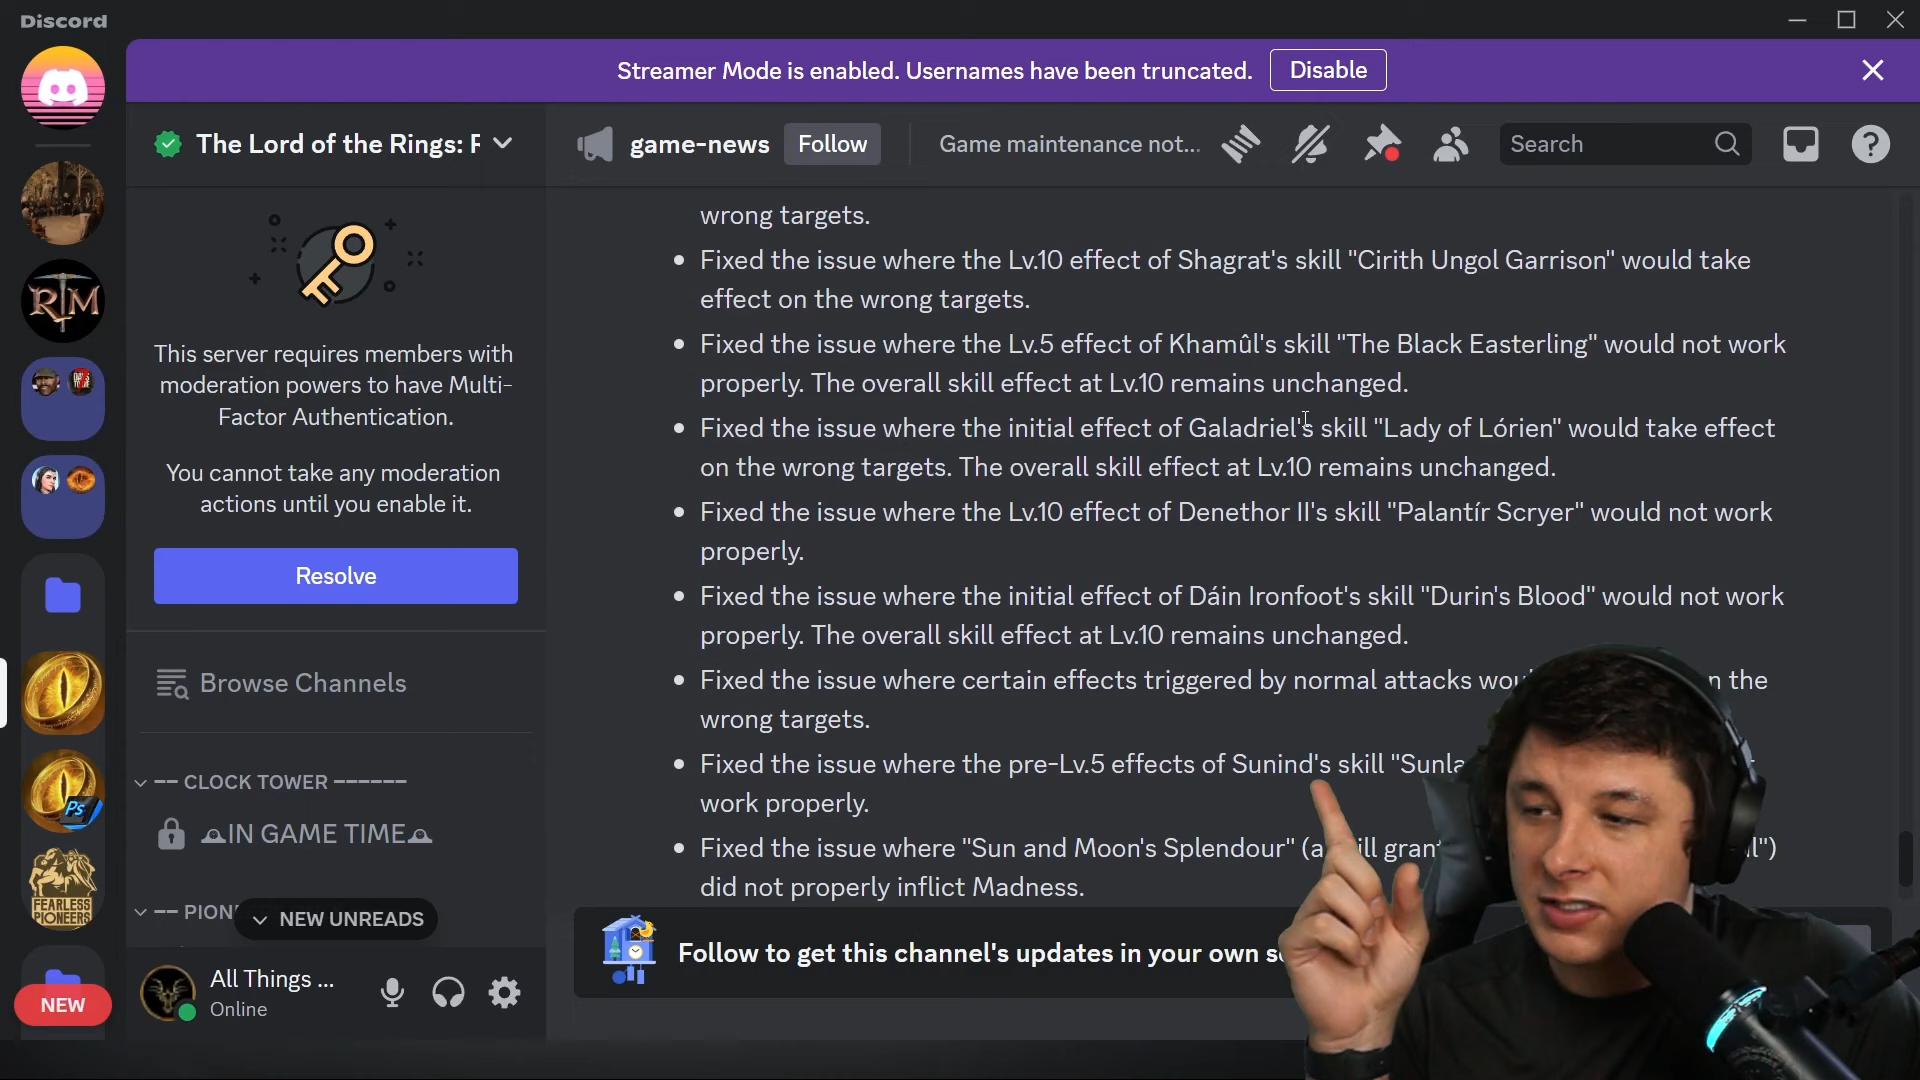 Discord
Streamer Mode is enabled. Usernames have been truncated.
Disable
The Lord of the Rings: R
game-news
Follow
Game maintenance not...
Search
RTM
This server requires members with
moderation powers to have Multi-
Factor Authentication.
You cannot take any moderation
actions until you enable it.
Resolve
Browse Channels
CLOCK TOWER
IN GAME TIME
PION
NEW UNREADS
Ps
FEARLESS
PIONEERS
NEW
All Things ...
Online
wrong targets.
Fixed the issue where the Lv.10 effect of Shagrat's skill "Cirith Ungol Garrison" would take
effect on the wrong targets.
Fixed the issue where the Lv.5 effect of Khamûl's skill "The Black Easterling" would not work
properly. The overall skill effect at Lv.10 remains unchanged.
Fixed the issue where the initial effect of Galadriel's skill "Lady of Lórien" would take effect
on the wrong targets. The overall skill effect at Lv.10 remains unchanged.
Fixed the issue where the Lv.10 effect of Denethor II's skill "Palantír Scryer" would not work
properly.
Fixed the issue where the initial effect of Dáin Ironfoot's skill "Durin's Blood" would not work
properly. The overall skill effect at Lv.10 remains unchanged.
Fixed the issue where certain effects triggered by normal attacks the
wrong targets.
Fixed the issue where the pre-Lv.5 effects of Sunind's skill
work properly.
Fixed the issue where "Sun and Moon's Splendour"
did not properly inflict Madness.
Follow to get this channel's updates in your own